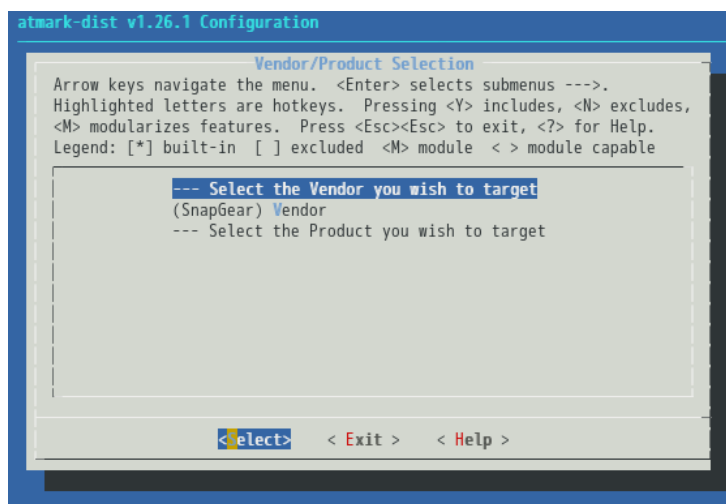 atmark-dist v1.26.1 Configuration
Vendor/Product Selection
Arrow keys navigate the menu.  <Enter> selects submenus --->.
Highlighted letters are hotkeys.  Pressing <Y> includes, <N> excludes,
<M> modularizes features.  Press <Esc><Esc> to exit, <?> for Help.
Legend: [*] built-in  [ ] excluded  <M> module  < > module capable
--- Select the Vendor you wish to target
(SnapGear) Vendor
--- Select the Product you wish to target
<Select>    < Exit >    < Help >